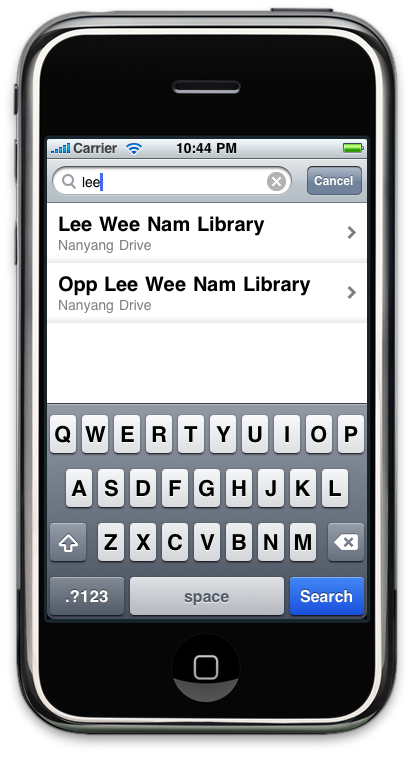 Carrier 10:44 PM
lee Cancel
Lee Wee Nam Library
Nanyang Drive
Opp Lee Wee Nam Library
Nanyang Drive
Q W E R T Y U I O P
A S D F G H J K L
Z X C V B N M
.?123 space Search